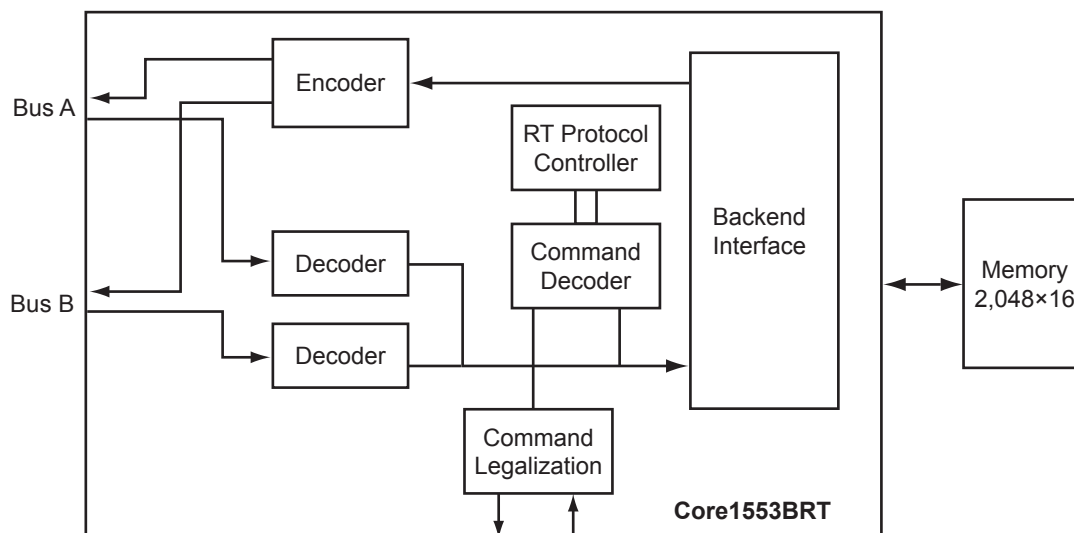 Bus A
Encoder
RT Protocol
Controller
Backend
Interface
Decoder
Command
Decoder
Memory
2,048×16
Bus B
Decoder
Command
Legalization
Core1553BRT